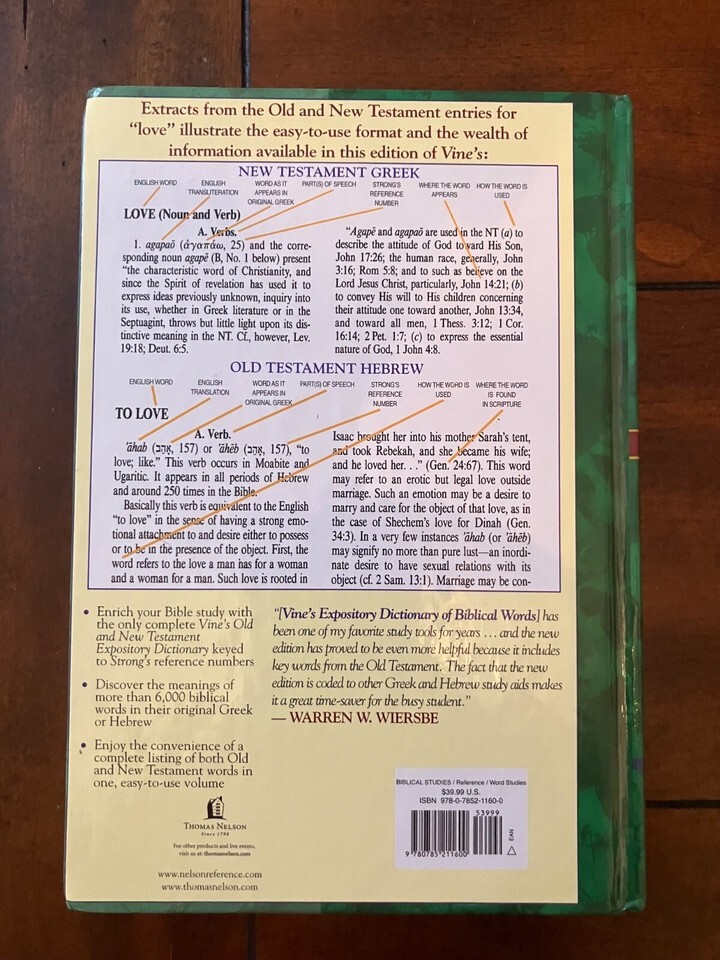 Extracts from the Old and New Testament entries for
“love” illustrate the easy-to-use format and the wealth of
information available in this edition of Vine's:
NEW TESTAMENT GREEK
ENGLISH WORD
ENGLISH
TRANSLITERATION
WORD AS IT
APPEARS IN
ORIGINAL GREEK
PART(S) OF SPEECH
STRONG'S
REFERENCE
NUMBER
WHERE THE WORD
APPEARS
HOW THE WORD IS
USED
LOVE (Noun and Verb)
A. Verbs.
1. agapaō (ἀγαπάω, 25) and the corre-
sponding noun agapē (B, No. 1 below) present
“the characteristic word of Christianity, and
since the Spirit of revelation has used it to
express ideas previously unknown, inquiry into
its use, whether in Greek literature or in the
Septuagint, throws but little light upon its dis-
tinctive meaning in the NT. Cf., however, Lev.
19:18; Deut. 6:5.
“Agapē and agapaō are used in the NT (a) to
describe the attitude of God toward His Son,
John 17:26; the human race, generally, John
3:16; Rom 5:8; and to such as believe on the
Lord Jesus Christ, particularly, John 14:21; (b)
to convey His will to His children concerning
their attitude one toward another, John 13:34,
and toward all men, 1 Thess. 3:12; 1 Cor.
16:14; 2 Pet. 1:7; (c) to express the essential
nature of God, 1 John 4:8.
OLD TESTAMENT HEBREW
ENGLISH WORD
ENGLISH
TRANSLATION
WORD AS IT
APPEARS IN
ORIGINAL GREEK
PART(S) OF SPEECH
STRONG'S
REFERENCE
NUMBER
HOW THE WORD IS
USED
WHERE THE WORD
IS FOUND
IN SCRIPTURE
TO LOVE
A. Verb.
'āhab (אָהַב, 157) or 'āhēb (אָהֵב, 157), “to
love; like.” This verb occurs in Moabite and
Ugaritic. It appears in all periods of Hebrew
and around 250 times in the Bible.
Basically this verb is equivalent to the English
“to love” in the sense of having a strong emo-
tional attachment to and desire either to possess
or to be in the presence of the object. First, the
word refers to the love a man has for a woman
and a woman for a man. Such love is rooted in
Isaac brought her into his mother Sarah's tent,
and took Rebekah, and she became his wife;
and he loved her. . .” (Gen. 24:67). This word
may refer to an erotic but legal love outside
marriage. Such an emotion may be a desire to
marry and care for the object of that love, as in
the case of Shechem's love for Dinah (Gen.
34:3). In a very few instances 'āhab (or 'āhēb)
may signify no more than pure lust—an inordi-
nate desire to have sexual relations with its
object (cf. 2 Sam. 13:1). Marriage may be con-
• Enrich your Bible study with
the only complete Vine's Old
and New Testament
Expository Dictionary keyed
to Strong's reference numbers
• Discover the meanings of
more than 6,000 biblical
words in their original Greek
or Hebrew
• Enjoy the convenience of a
complete listing of both Old
and New Testament words in
one, easy-to-use volume
“[Vine's Expository Dictionary of Biblical Words] has
been one of my favorite study tools for years . . . and the new
edition has proved to be even more helpful because it includes
key words from the Old Testament. The fact that the new
edition is coded to other Greek and Hebrew study aids makes
it a great time-saver for the busy student.”
— WARREN W. WIERSBE
THOMAS NELSON
Since 1798
For other products and live events,
visit us at: thomasnelson.com
www.nelsonreference.com
www.thomasnelson.com
BIBLICAL STUDIES / Reference / Word Studies
$39.99 U.S.
ISBN 978-0-7852-1160-0
53999
EAN
9 780785 211600